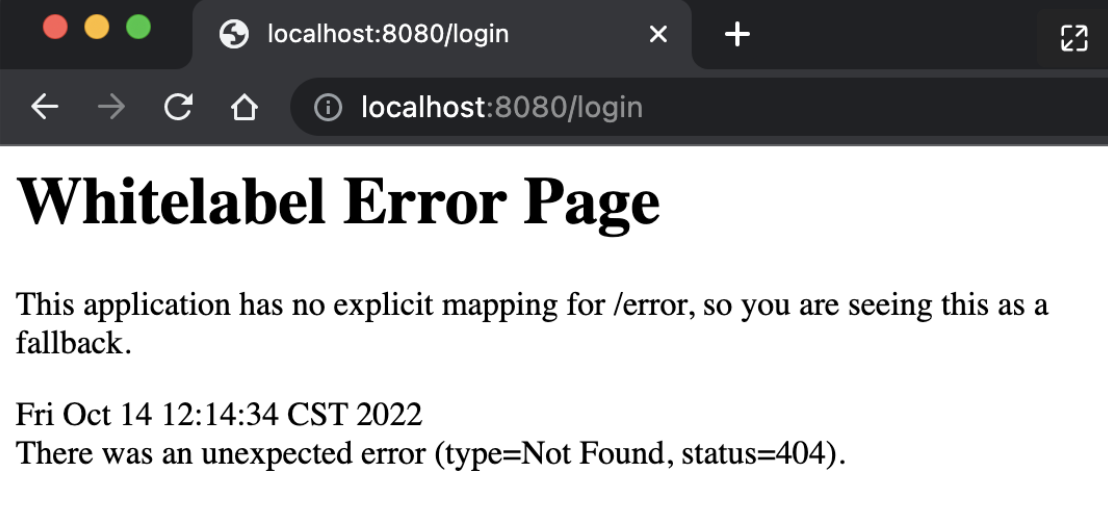 localhost:8080/login
localhost:8080/login
Whitelabel Error Page
This application has no explicit mapping for /error, so you are seeing this as a
fallback.
Fri Oct 14 12:14:34 CST 2022
There was an unexpected error (type=Not Found, status=404).